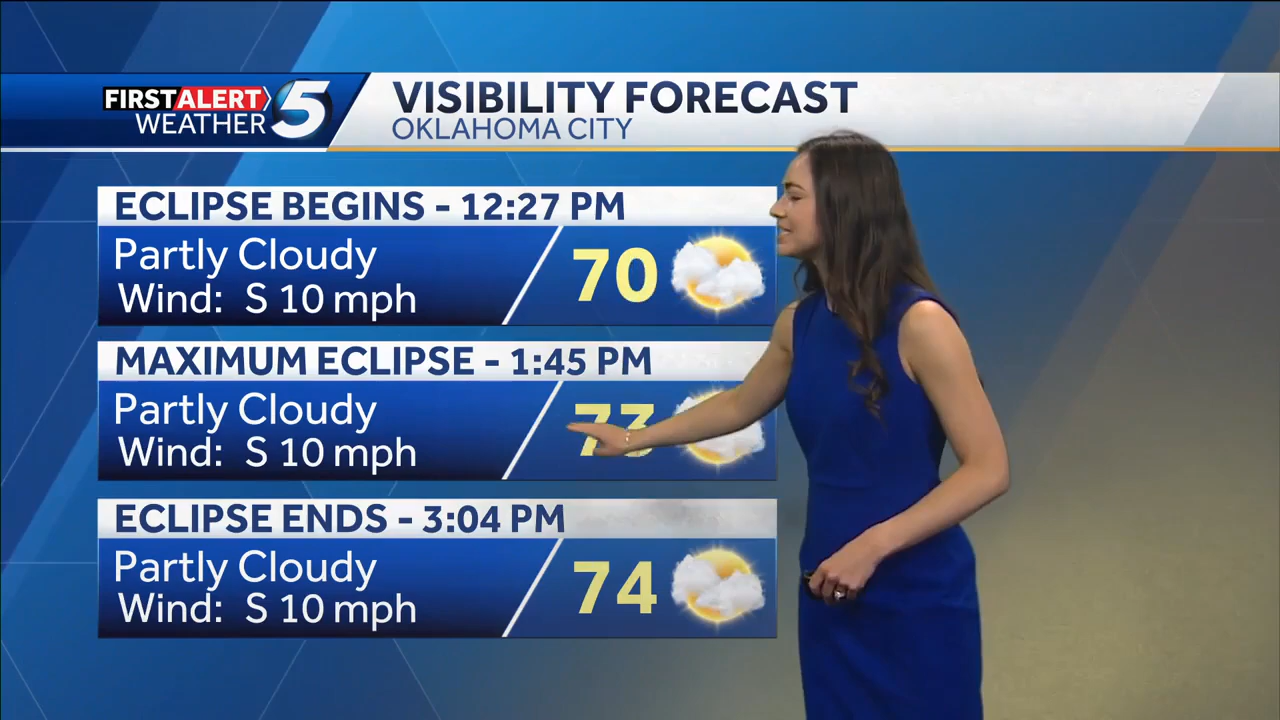 FIRST ALERT 5
WEATHER
VISIBILITY FORECAST
OKLAHOMA CITY
ECLIPSE BEGINS - 12:27 PM
Partly Cloudy 70
Wind: S 10 mph
MAXIMUM ECLIPSE - 1:45 PM
Partly Cloudy 73
Wind: S 10 mph
ECLIPSE ENDS - 3:04 PM
Partly Cloudy 74
Wind: S 10 mph